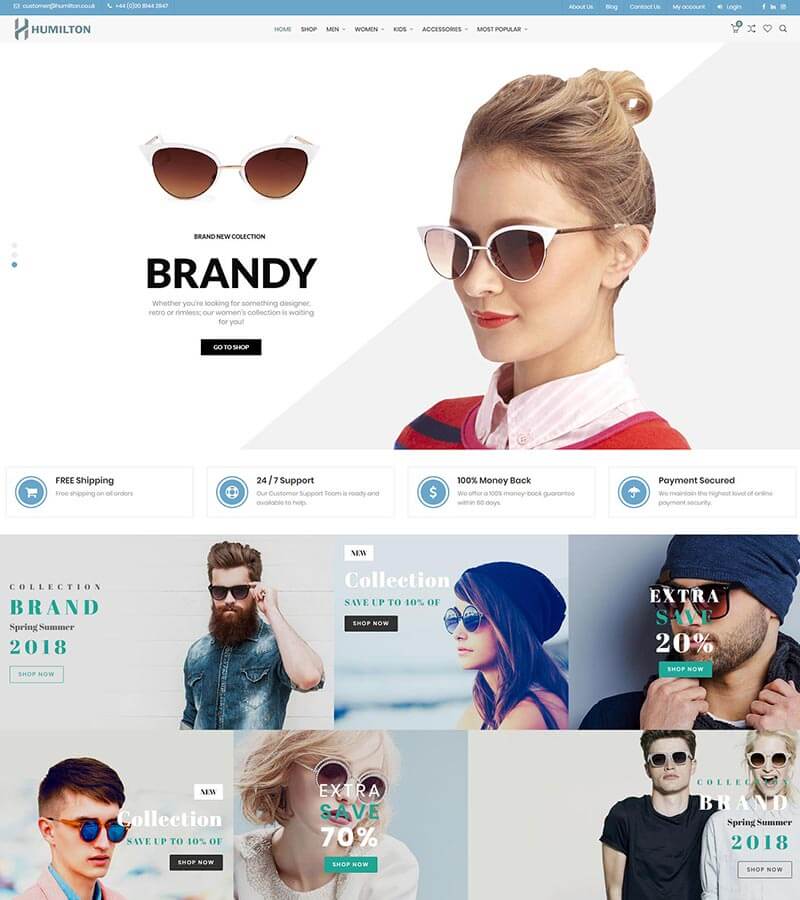 customer@humilton.co.uk +44 (0)20 8144 2847 About Us Blog Contact Us My account Login
HUMILTON
HOME SHOP MEN WOMEN KIDS ACCESSORIES MOST POPULAR
BRAND NEW COLECTION
BRANDY
Whether you're looking for something designer,
retro or rimless; our women's collection is waiting
for you!
GO TO SHOP
FREE Shipping
Free shipping on all orders
24 / 7 Support
Our Customer Support Team is ready and
available to help.
100% Money Back
We offer a 100% money-back guarantee
within 60 days.
Payment Secured
We maintain the highest level of online
payment security.
COLLECTION
BRAND
Spring Summer
2018
SHOP NOW
NEW
Collection
SAVE UP TO 40% OF
SHOP NOW
EXTRA
SAVE
20%
SHOP NOW
NEW
Collection
SAVE UP TO 40% OF
SHOP NOW
EXTRA
SAVE
70%
SHOP NOW
COLLECTION
BRAND
Spring Summer
2018
SHOP NOW